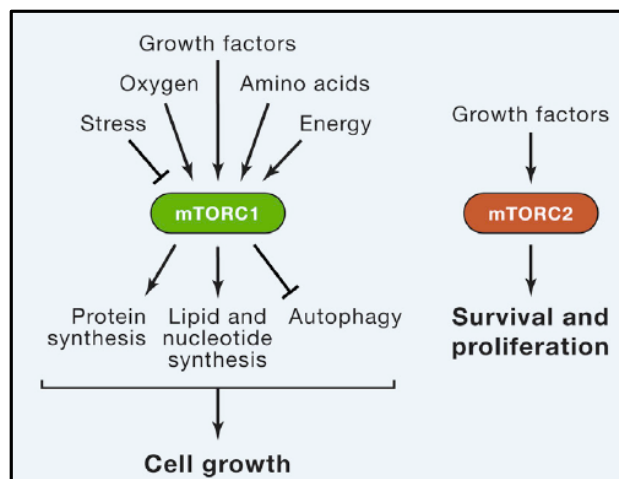 Growth factors
Oxygen
Amino acids
Stress
Energy
mTORC1
Protein
synthesis
Lipid and
nucleotide
synthesis
Autophagy
Cell growth
Growth factors
mTORC2
Survival and
proliferation